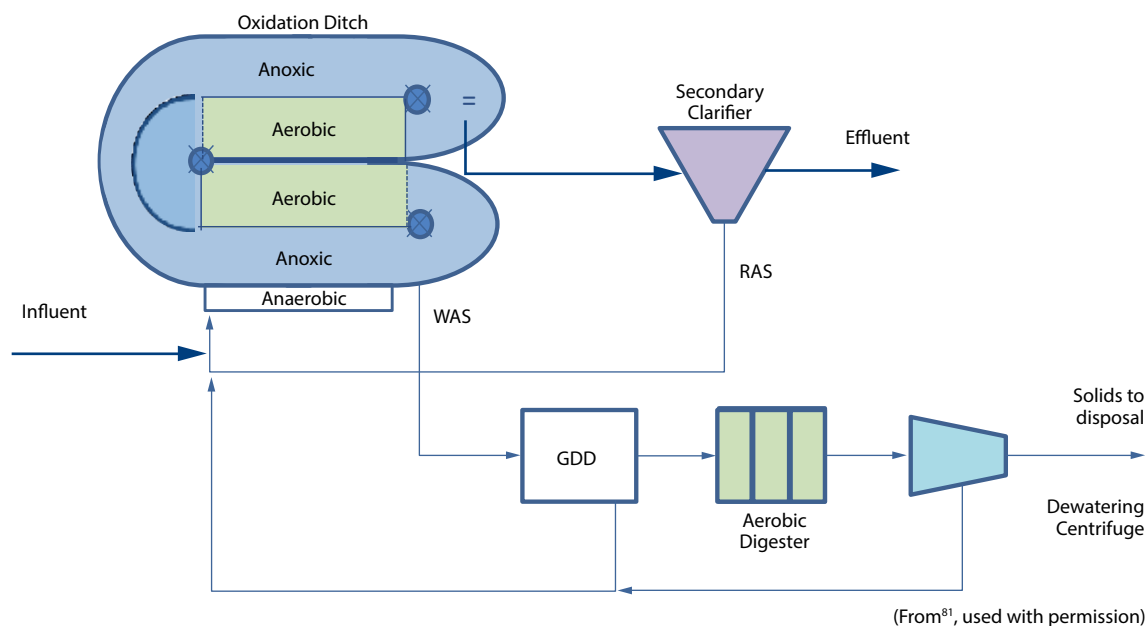 Oxidation Ditch
Anoxic
=
Aerobic
Aerobic
Anoxic
Anaerobic
Secondary
Clarifier
Effluent
RAS
Influent
WAS
GDD
Aerobic
Digester
Solids to
disposal
Dewatering
Centrifuge
(From⁸¹, used with permission)